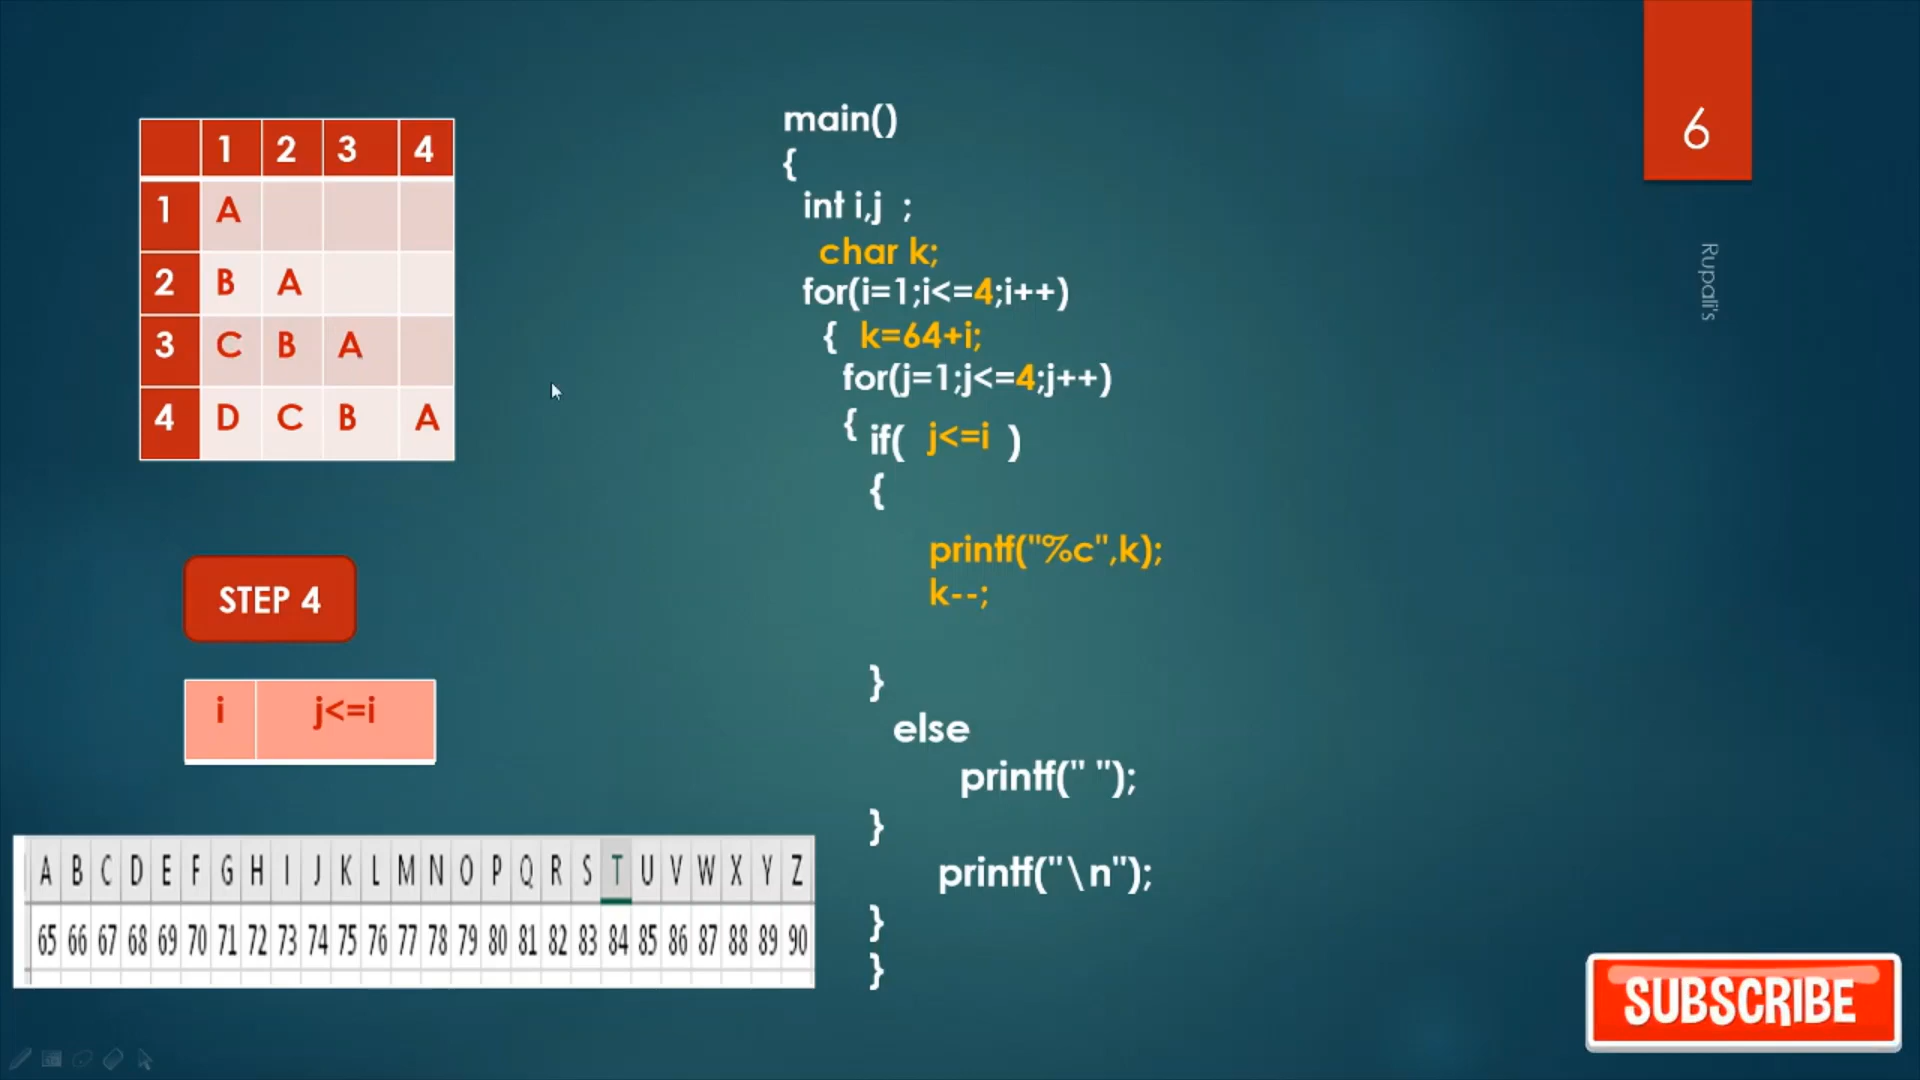 1 2 3 4
1 A
2 B A
3 C B A
4 D C B A
STEP 4
i j<=i
A B C D E F G H I J K L M N O P Q R S T U V W X Y Z
65 66 67 68 69 70 71 72 73 74 75 76 77 78 79 80 81 82 83 84 85 86 87 88 89 90
main()
{
int i,j ;
char k;
for(i=1;i<=4;i++)
{ k=64+i;
for(j=1;j<=4;j++)
{ if( j<=i )
{
printf("%c",k);
k--;
}
else
printf(" ");
}
printf("\n");
}
}
6
Rupali's
SUBSCRIBE